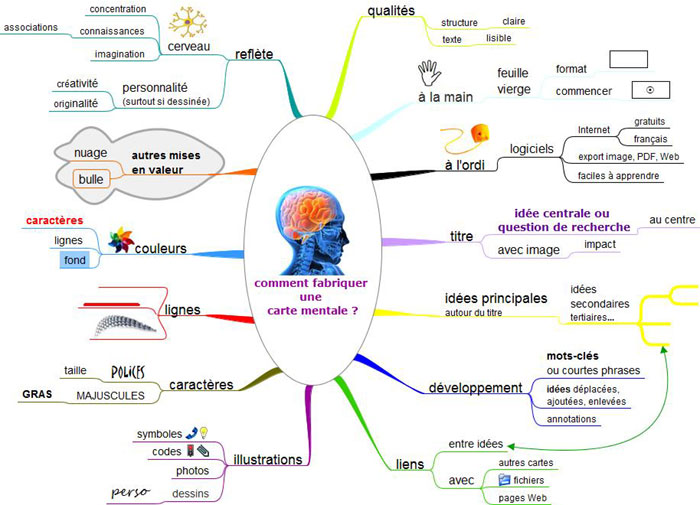 comment fabriquer
une
carte mentale ?
qualités
structure
claire
texte
lisible
à la main
feuille
vierge
format
commencer
à l'ordi
logiciels
Internet
gratuits
français
export image, PDF, Web
faciles à apprendre
titre
idée centrale ou
question de recherche
au centre
avec image
impact
idées principales
autour du titre
idées
secondaires
tertiaires...
développement
mots-clés
ou courtes phrases
idées déplacées,
ajoutées, enlevées
annotations
liens
entre idées
avec
autres cartes
fichiers
pages Web
illustrations
symboles
codes
photos
dessins
perso
caractères
taille
POLICES
MAJUSCULES
GRAS
lignes
couleurs
caractères
lignes
fond
autres mises
en valeur
nuage
bulle
reflète
cerveau
concentration
connaissances
associations
imagination
personnalité
(surtout si dessinée)
créativité
originalité